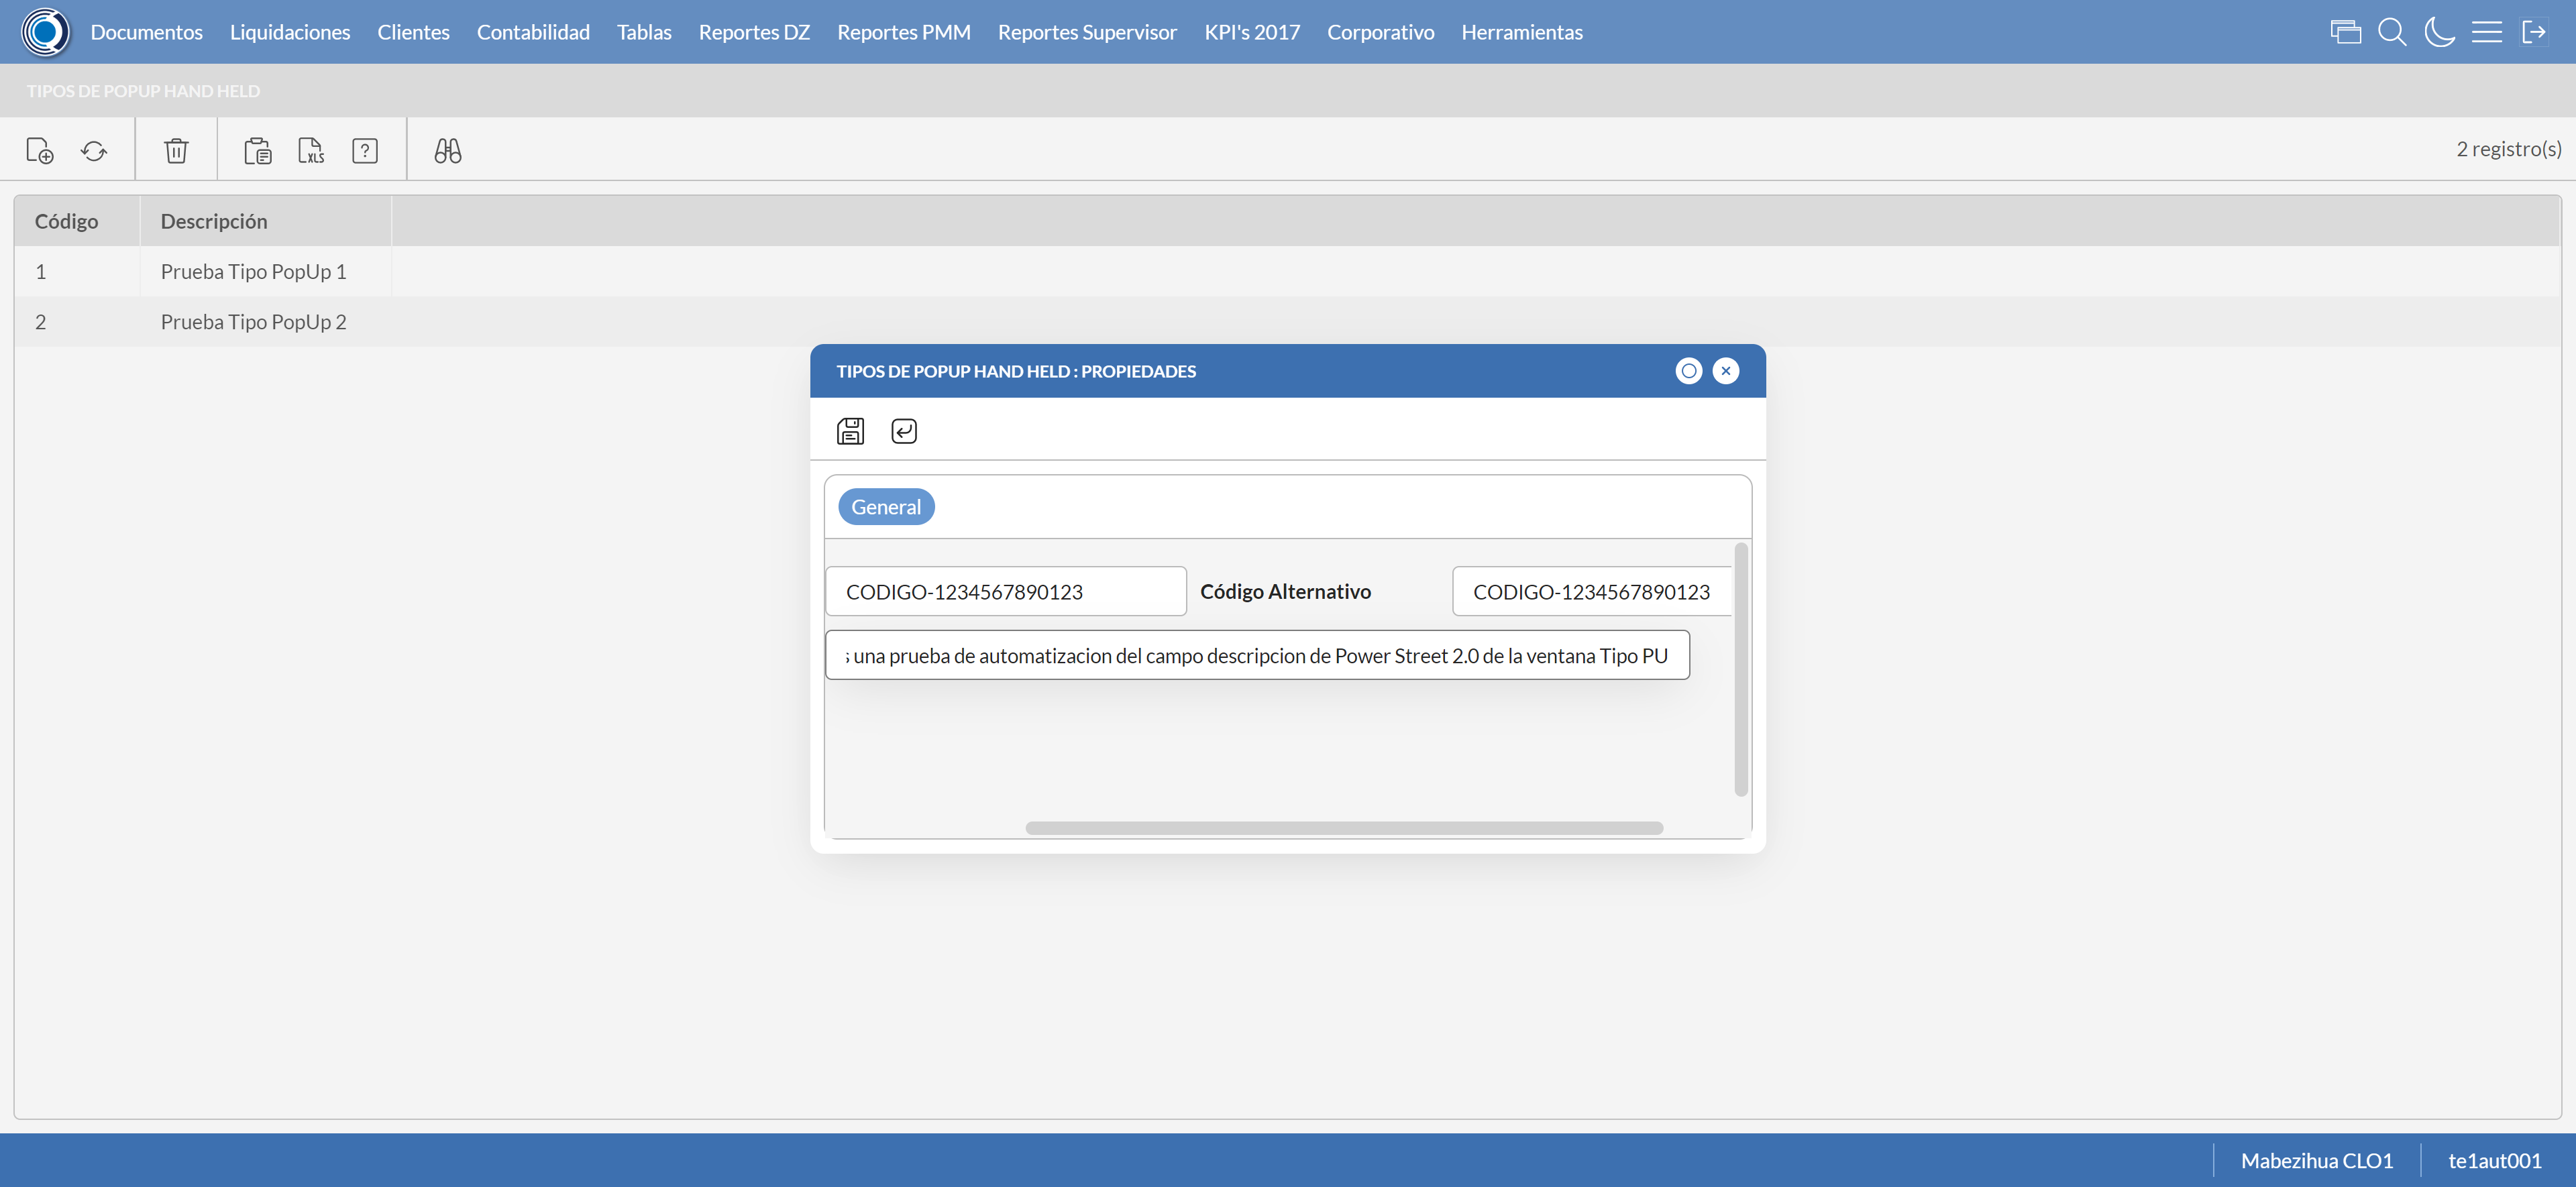 Documentos Liquidaciones Clientes Contabilidad Tablas Reportes DZ Reportes PMM Reportes Supervisor KPI's 2017 Corporativo Herramientas
TIPOS DE POPUP HAND HELD
XLS ? 2 registro(s)
Código Descripción
1 Prueba Tipo PopUp 1
2 Prueba Tipo PopUp 2
TIPOS DE POPUP HAND HELD : PROPIEDADES
General
CODIGO-1234567890123 Código Alternativo CODIGO-1234567890123
una prueba de automatizacion del campo descripcion de Power Street 2.0 de la ventana Tipo PU
Mabezihua CLO1 te1aut001